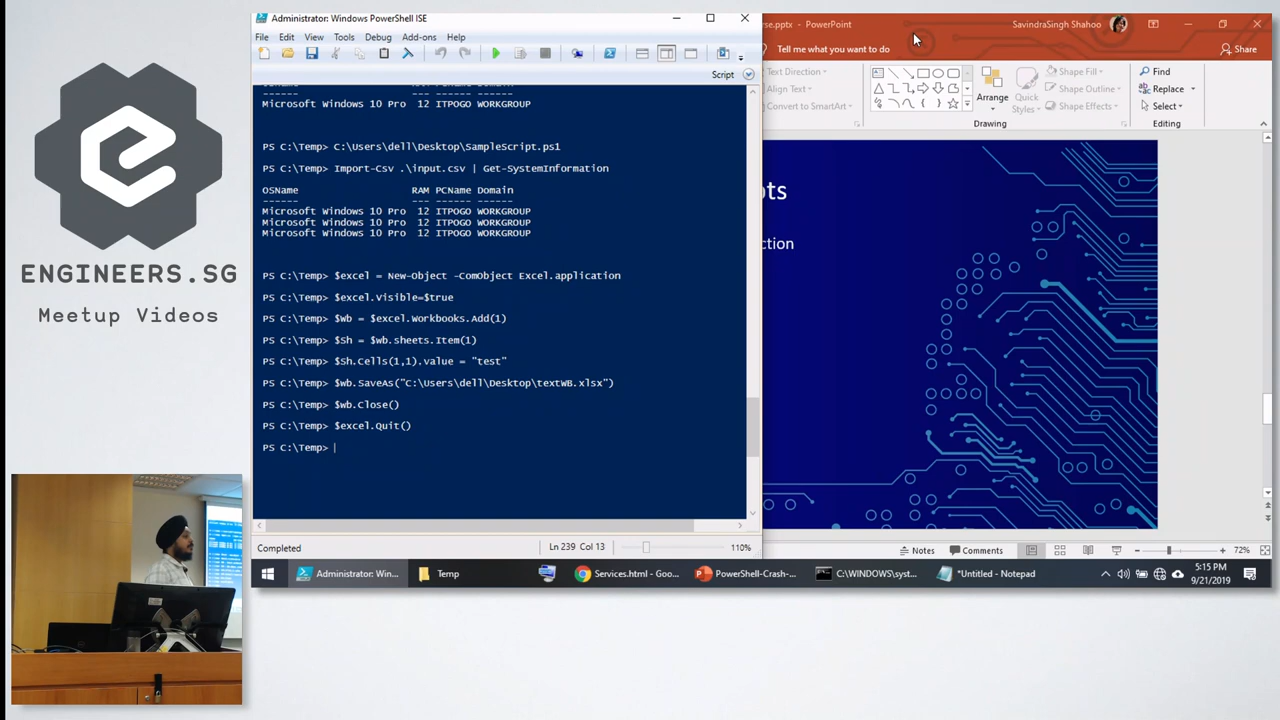 Administrator: Windows PowerShell ISE
File Edit View Tools Debug Add-ons Help
Script
Microsoft Windows 10 Pro 12 ITPOGO WORKGROUP
PS C:\Temp> C:\Users\dell\Desktop\SampleScript.ps1
PS C:\Temp> Import-Csv .\input.csv | Get-SystemInformation
OSName RAM PCName Domain
------ --- ------ ------
Microsoft Windows 10 Pro 12 ITPOGO WORKGROUP
Microsoft Windows 10 Pro 12 ITPOGO WORKGROUP
Microsoft Windows 10 Pro 12 ITPOGO WORKGROUP
PS C:\Temp> $excel = New-Object -ComObject Excel.application
PS C:\Temp> $excel.Visible=$true
PS C:\Temp> $Wb = $excel.Workbooks.Add(1)
PS C:\Temp> $Sh = $wb.sheets.Item(1)
PS C:\Temp> $Sh.Cells(1,1).value = "test"
PS C:\Temp> $wb.SaveAs("C:\Users\dell\Desktop\textWB.xlsx")
PS C:\Temp> $wb.Close()
PS C:\Temp> $excel.Quit()
PS C:\Temp>
Completed Ln 239 Col 13 110%
rse.pptx - PowerPoint SavindraSingh Shahoo
Tell me what you want to do Share
Text Direction
Align Text
Convert to SmartArt
Arrange
Quick
Styles
Shape Fill
Shape Outline
Shape Effects
Drawing
Find
Replace
Select
Editing
pts
ction
Notes Comments 72%
Administrator: Win... Temp Services.html - Goo... PowerShell-Crash-... C:\WINDOWS\syst... *Untitled - Notepad
5:15 PM
9/21/2019
ENGINEERS.SG
Meetup Videos